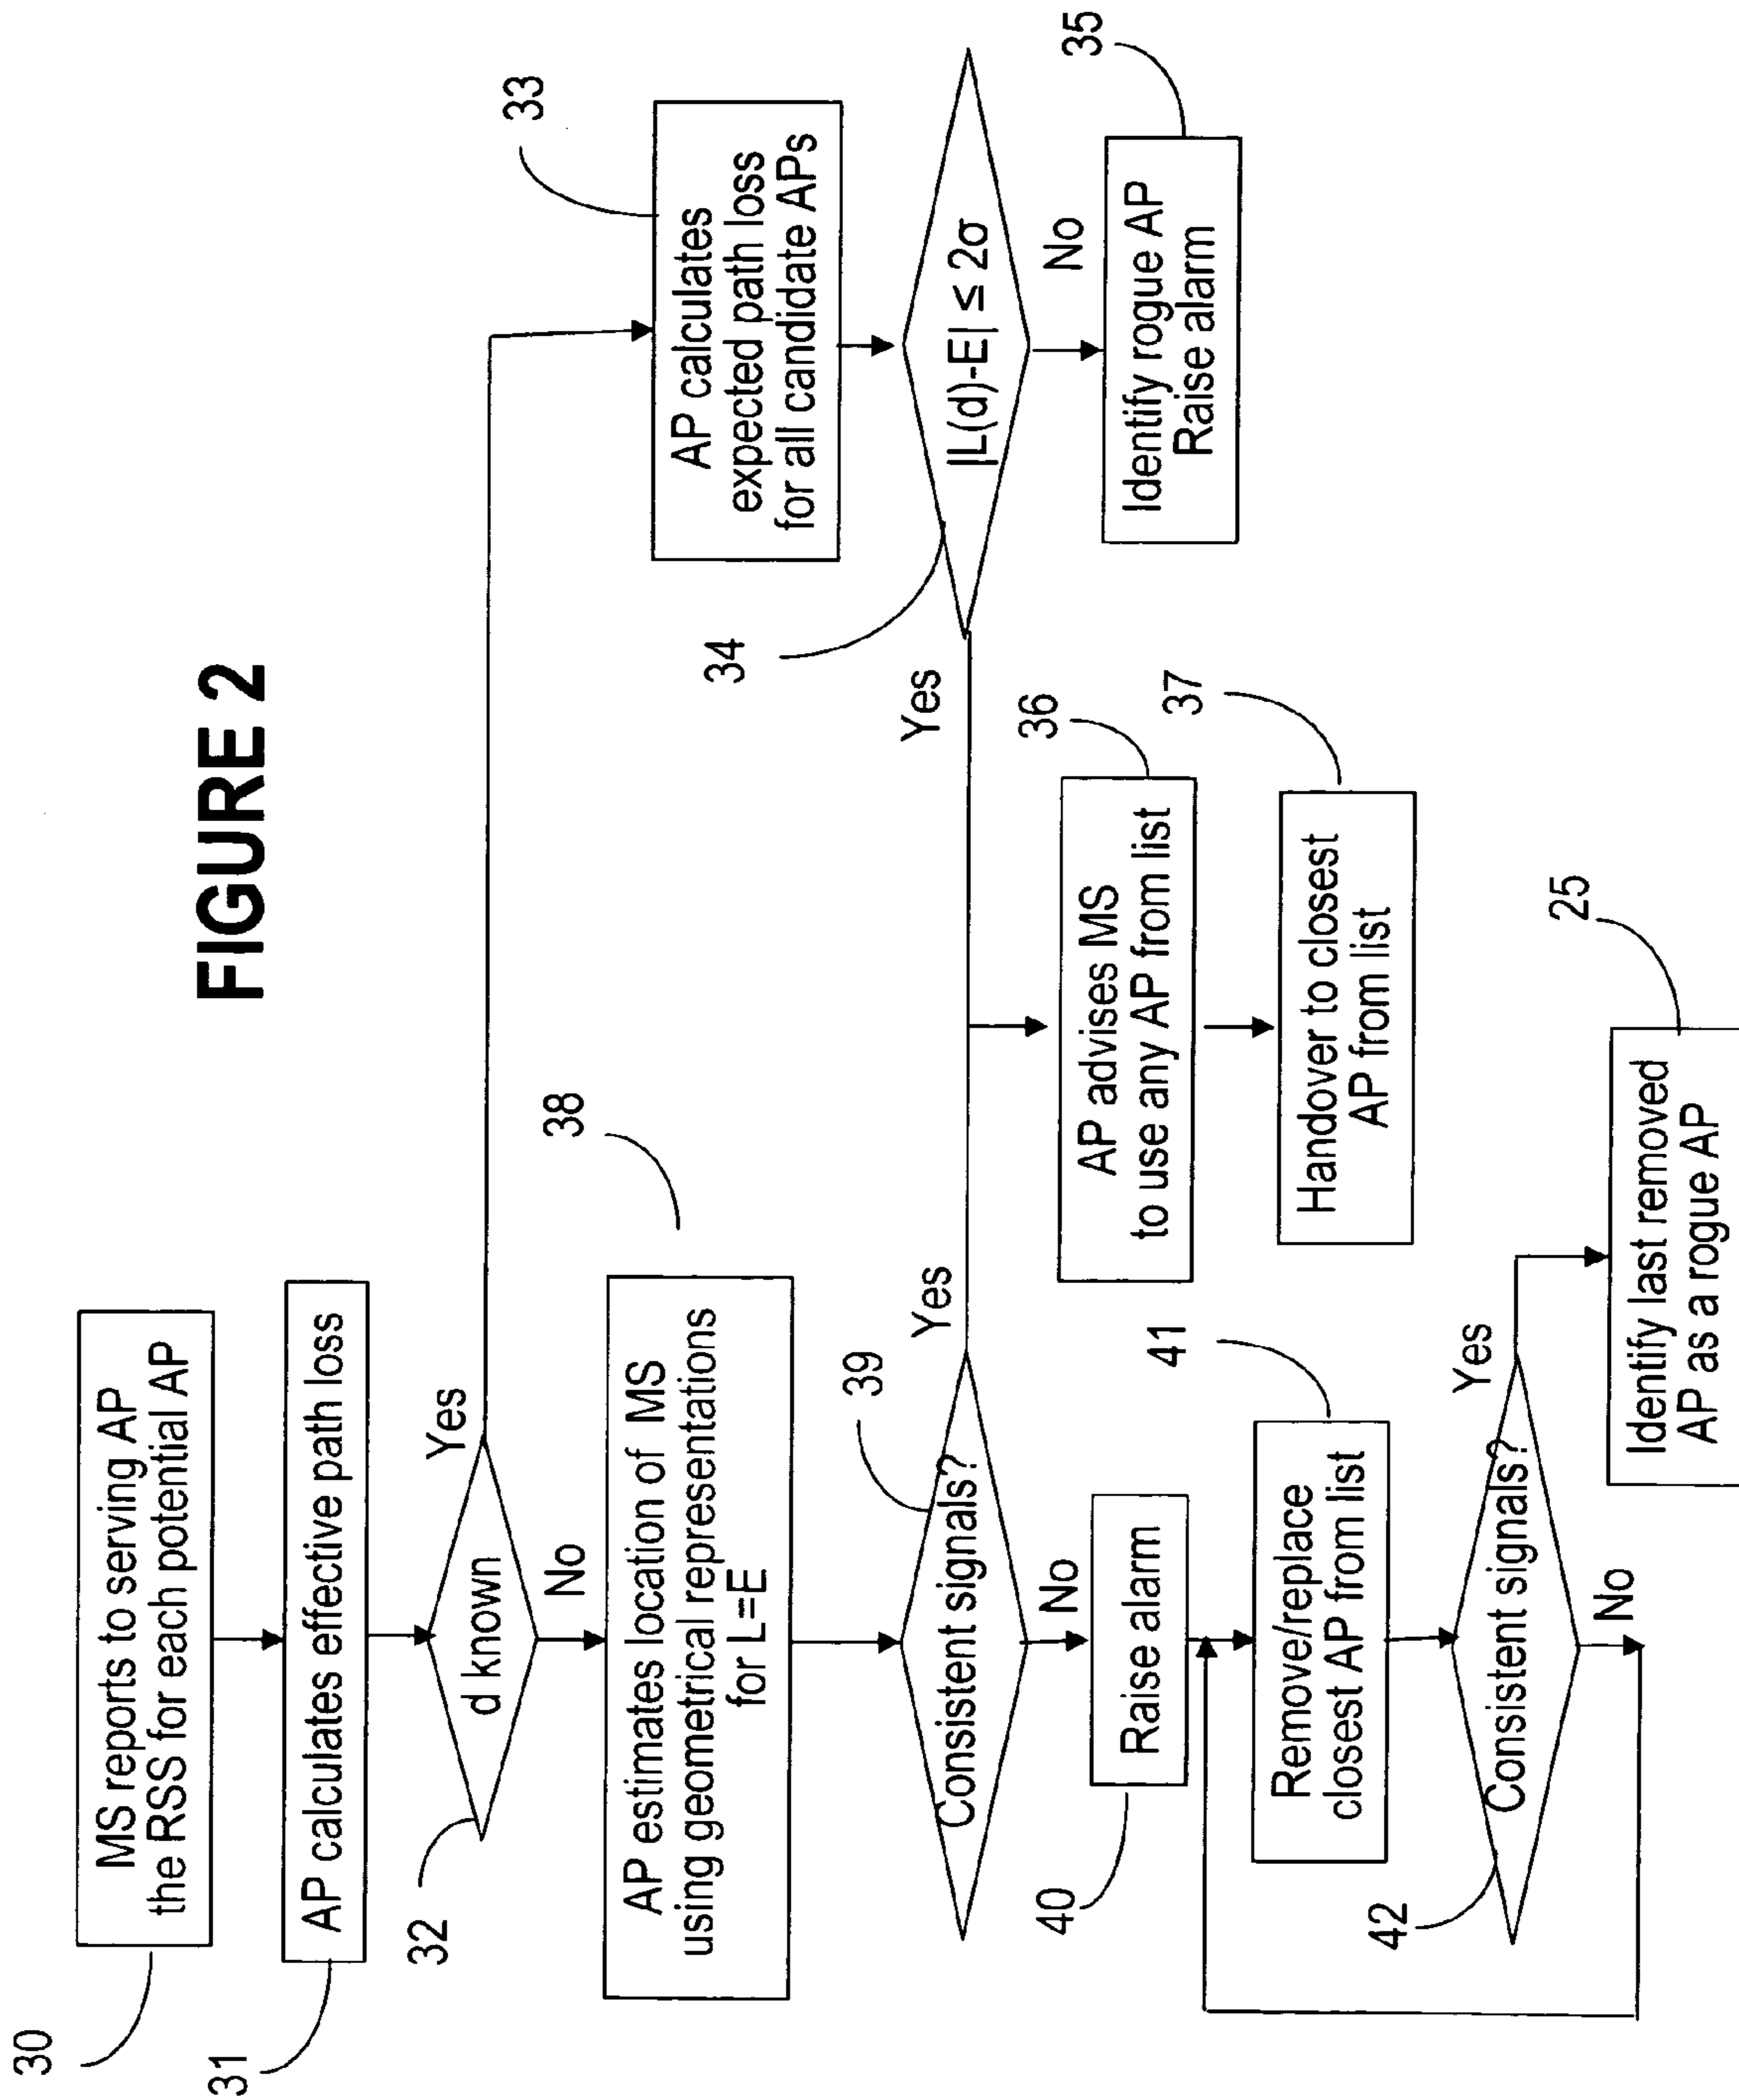 FIGURE 2
30
MS reports to serving AP
the RSS for each potential AP
31
AP calculates effective path loss
32
d known
Yes
No
33
AP calculates
expected path loss
for all candidate APs
38
AP estimates location of MS
using geometrical representations
for L=E
34
|L(d)-E| ≤ 2σ
Yes
No
35
Identify rogue AP
Raise alarm
39
Consistent signals?
Yes
No
36
AP advises MS
to use any AP from list
37
Handover to closest
AP from list
40
Raise alarm
41
Remove/replace
closest AP from list
42
Consistent signals?
Yes
No
25
Identify last removed
AP as a rogue AP